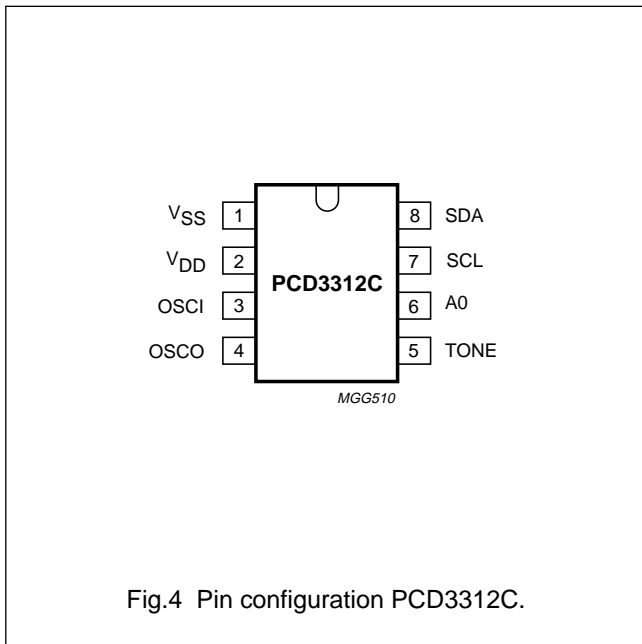 VSS 1 8 SDA
VDD 2 7 SCL
PCD3312C
OSCI 3 6 A0
OSCO 4 5 TONE
MGG510
Fig.4 Pin configuration PCD3312C.